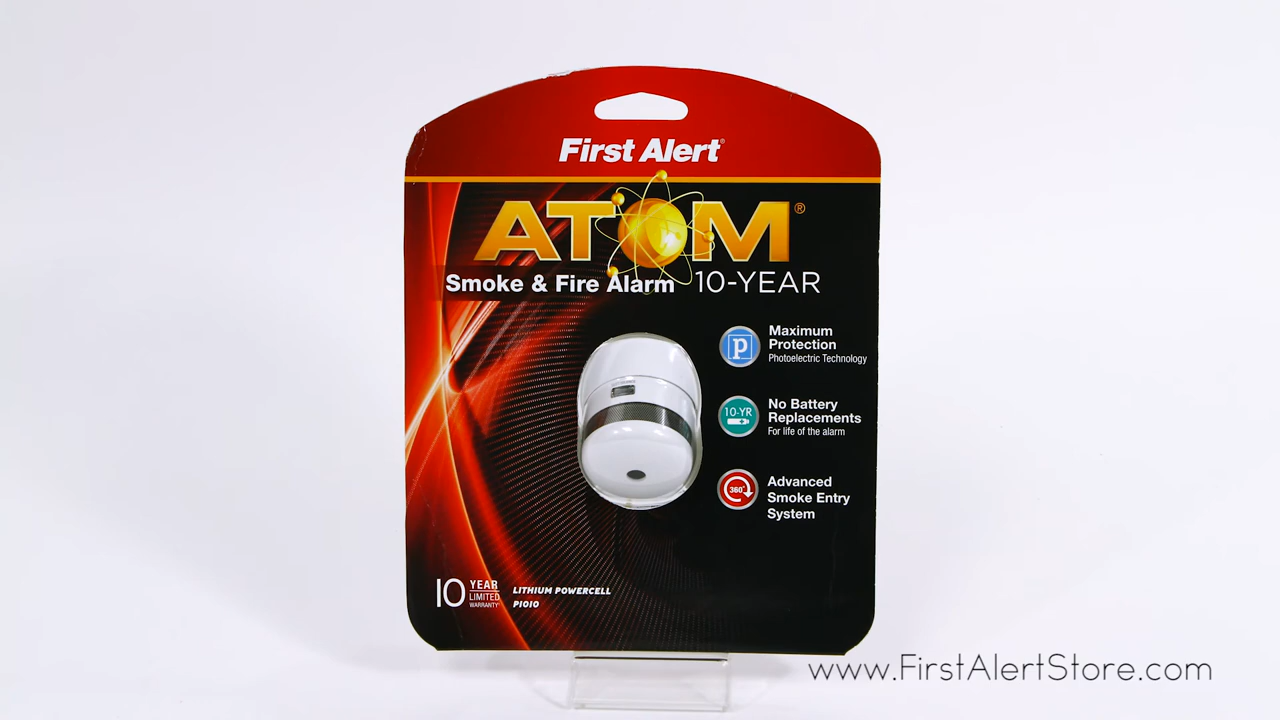 First Alert®
ATOM®
Smoke & Fire Alarm 10-YEAR
Maximum
Protection
Photoelectric Technology
P
10-YR
No Battery
Replacements
For life of the alarm
360°
Advanced
Smoke Entry
System
10 YEAR
LIMITED
WARRANTY*
LITHIUM POWERCELL
P1010
www.FirstAlertStore.com